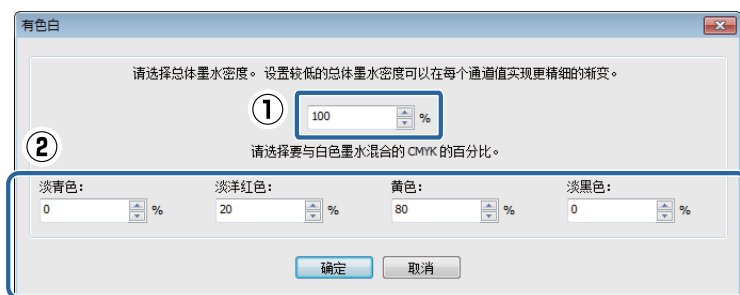 有色白
请选择总体墨水密度。 设置较低的总体墨水密度可以在每个通道值实现更精细的渐变。
① 100 %
②
请选择要与白色墨水混合的 CMYK 的百分比。
淡青色: 淡洋红色: 黄色: 淡黑色:
0 % 20 % 80 % 0 %
确定 取消